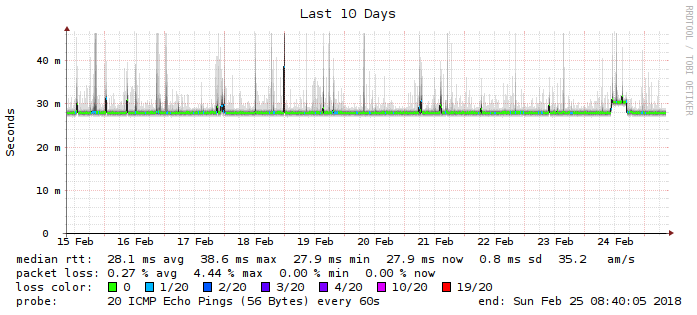 Last 10 Days
RRDTOOL / TOBI OETIKER
Seconds
40 m
30 m
20 m
10 m
0
15 Feb 16 Feb 17 Feb 18 Feb 19 Feb 20 Feb 21 Feb 22 Feb 23 Feb 24 Feb
median rtt: 28.1 ms avg 38.6 ms max 27.9 ms min 27.9 ms now 0.8 ms sd 35.2 am/s
packet loss: 0.27 % avg 4.44 % max 0.00 % min 0.00 % now
loss color: 0 1/20 2/20 3/20 4/20 10/20 19/20
probe: 20 ICMP Echo Pings (56 Bytes) every 60s end: Sun Feb 25 08:40:05 2018